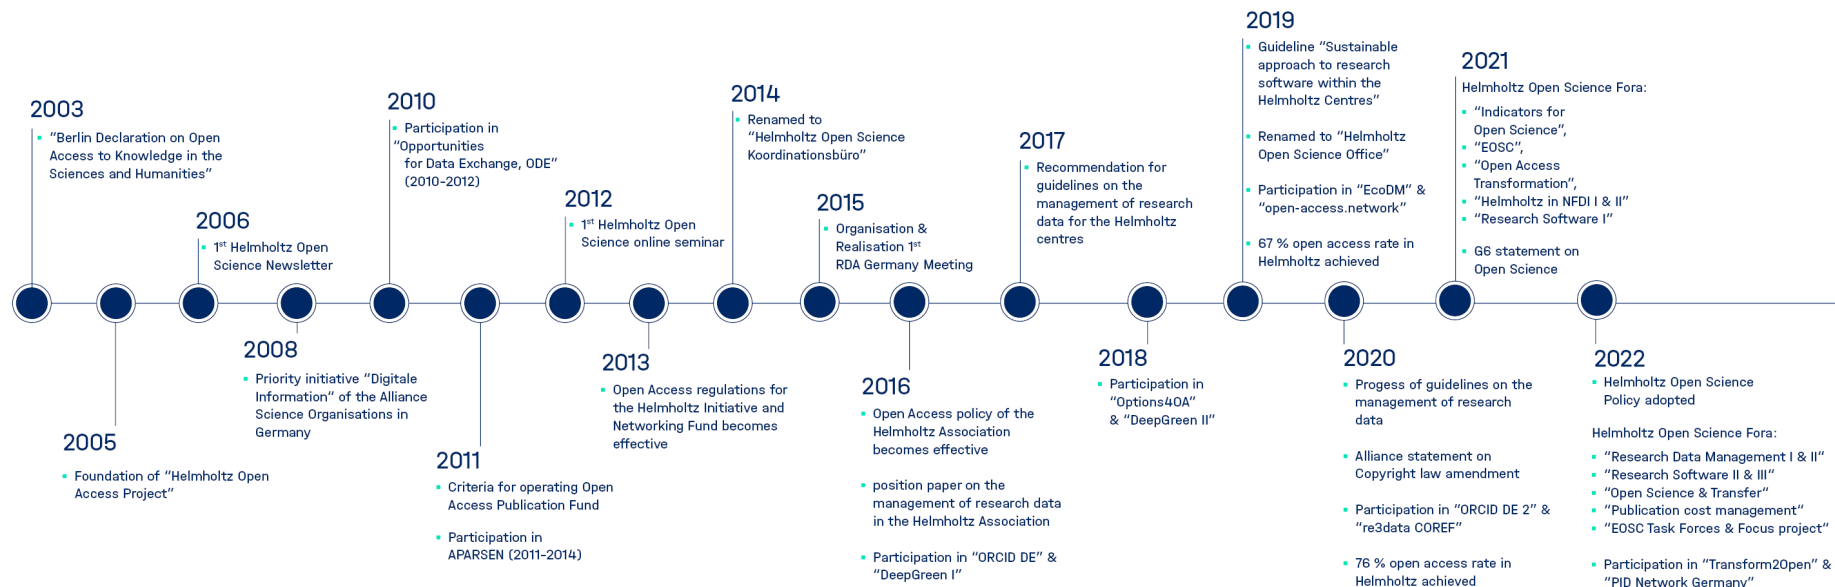 2003
“Berlin Declaration on Open
Access to Knowledge in the
Sciences and Humanities”
2005
Foundation of “Helmholtz Open
Access Project”
2006
1st Helmholtz Open
Science Newsletter
2008
Priority initiative “Digitale
Information“ of the Alliance
Science Organisations in
Germany
2010
Participation in
“Opportunities
for Data Exchange, ODE”
(2010-2012)
2011
Criteria for operating Open
Access Publication Fund
Participation in
APARSEN (2011-2014)
2012
1st Helmholtz Open
Science online seminar
2013
Open Access regulations for
the Helmholtz Initiative and
Networking Fund becomes
effective
2014
Renamed to
“Helmholtz Open Science
Koordinationsbüro”
2015
Organisation &
Realisation 1st
RDA Germany Meeting
2016
Open Access policy of the
Helmholtz Association
becomes effective
position paper on the
management of research data
in the Helmholtz Association
Participation in “ORCID DE” &
“DeepGreen I”
2017
Recommendation for
guidelines on the
management of research
data for the Helmholtz
centres
2018
Participation in
“Options4OA”
& “DeepGreen II”
2019
Guideline “Sustainable
approach to research
software within the
Helmholtz Centres”
Renamed to “Helmholtz
Open Science Office”
Participation in “EcoDM” &
“open-access.network”
67 % open access rate in
Helmholtz achieved
2020
Progess of guidelines on the
management of research
data
Alliance statement on
Copyright law amendment
Participation in “ORCID DE 2” &
“re3data COREF”
76 % open access rate in
Helmholtz achieved
2021
Helmholtz Open Science Fora:
“Indicators for
Open Science”,
“EOSC”,
“Open Access
Transformation”,
“Helmholtz in NFDI I & II”
“Research Software I”
G6 statement on
Open Science
2022
Helmholtz Open Science
Policy adopted
Helmholtz Open Science Fora:
“Research Data Management I & II“
“Research Software II & III“
“Open Science & Transfer“
“Publication cost management“
“EOSC Task Forces & Focus project”
Participation in “Transform2Open” &
“PID Network Germany”